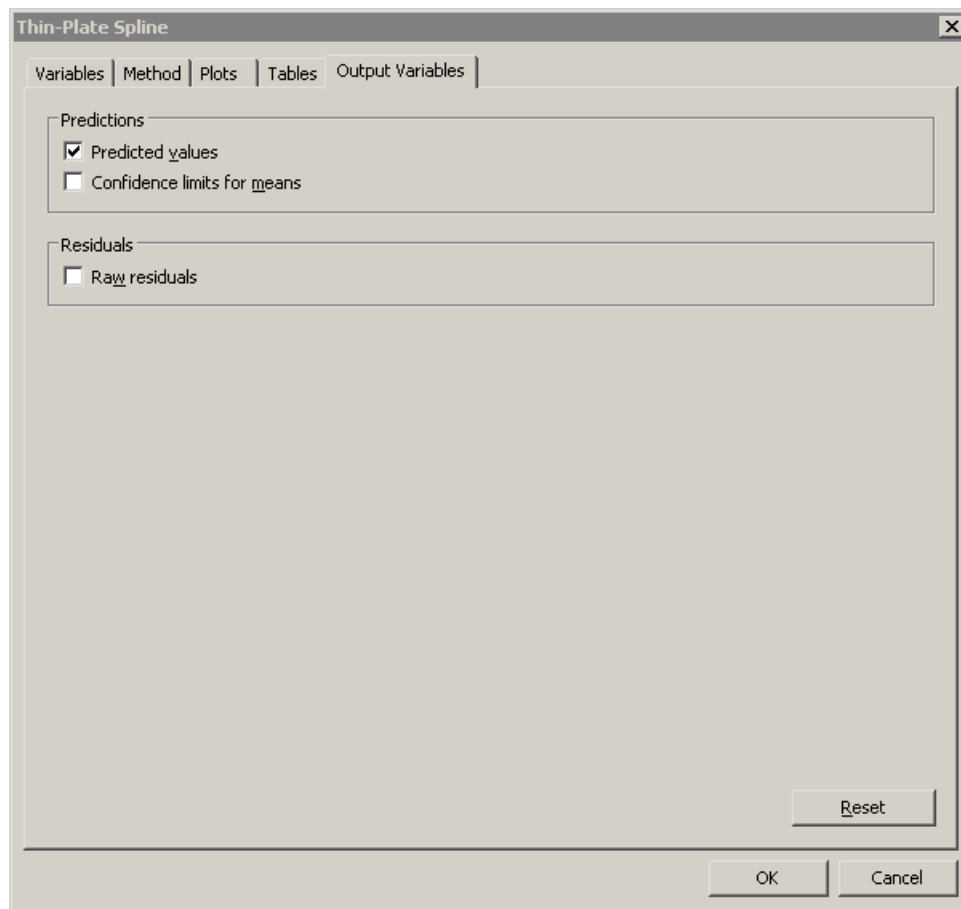 Thin-Plate Spline
Variables Method Plots Tables Output Variables
Predictions
Predicted values
Confidence limits for means
Residuals
Raw residuals
Reset
OK Cancel